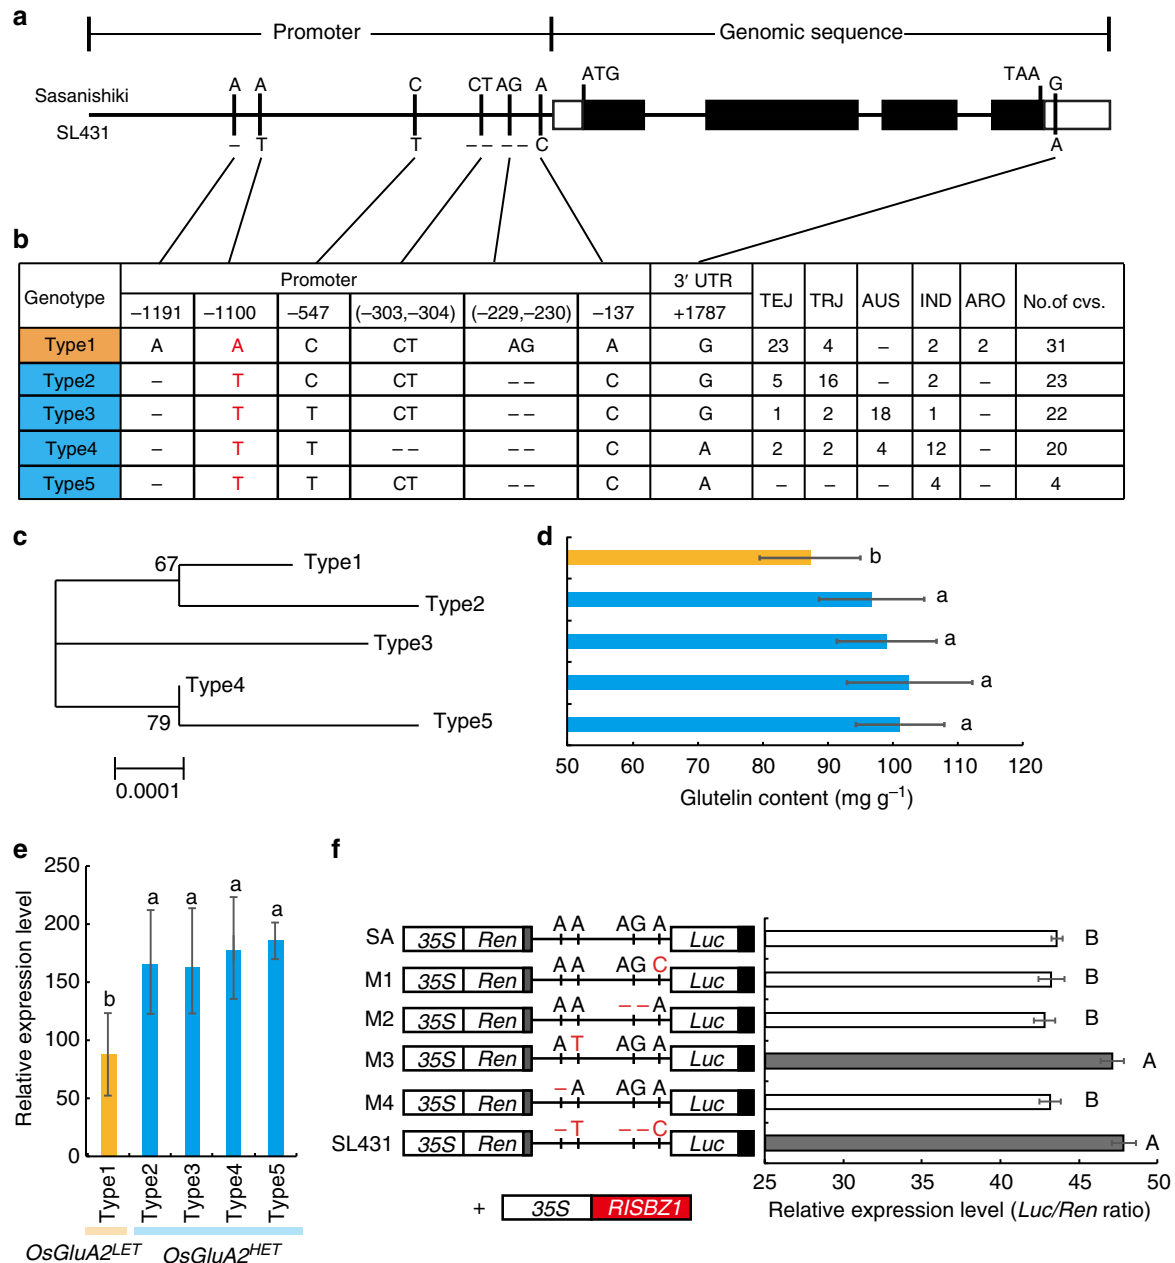 a
Promoter
Genomic sequence
Sasanishiki
A A C CT AG A ATG TAA G
SL431
– T T – – – – C A
b
Genotype Promoter 3′ UTR TEJ TRJ AUS IND ARO No.of cvs.
–1191 –1100 –547 (–303,–304) (–229,–230) –137 +1787
Type1 A A C CT AG A G 23 4 – 2 2 31
Type2 – T C CT – – C G 5 16 – 2 – 23
Type3 – T T CT – – C G 1 2 18 1 – 22
Type4 – T T – – – – C A 2 2 4 12 – 20
Type5 – T T CT – – C A – – – 4 – 4
c
67
Type1
Type2
Type3
Type4
79
Type5
0.0001
d
b
a
a
a
a
50 60 70 80 90 100 110 120
Glutelin content (mg g–1)
e
Relative expression level
250
200
150
100
50
0
b a a a a
Type1 Type2 Type3 Type4 Type5
OsGluA2LET OsGluA2HET
f
SA 35S Ren A A AG A Luc B
M1 35S Ren A A AG C Luc B
M2 35S Ren A A – – A Luc B
M3 35S Ren A T AG A Luc A
M4 35S Ren – A AG A Luc B
SL431 35S Ren – T – – C Luc A
25 30 35 40 45 50
+ 35S RISBZ1
Relative expression level (Luc/Ren ratio)